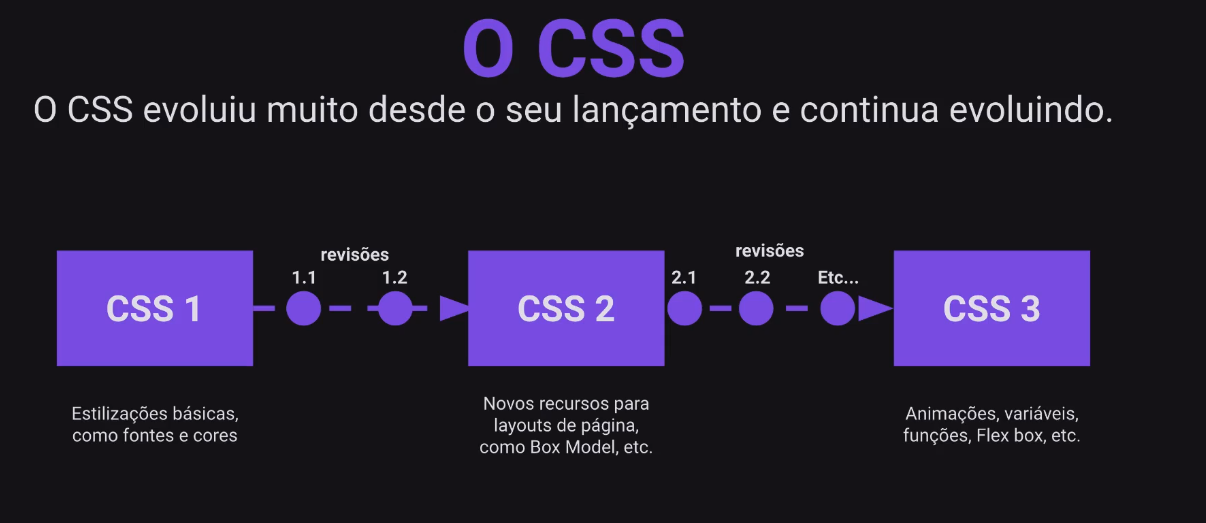 O CSS
O CSS evoluiu muito desde o seu lançamento e continua evoluindo.
CSS 1
revisões
1.1
1.2
CSS 2
revisões
2.1
2.2
Etc...
CSS 3
Estilizações básicas,
como fontes e cores
Novos recursos para
layouts de página,
como Box Model, etc.
Animações, variáveis,
funções, Flex box, etc.